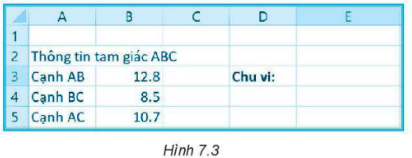 A B C D E
1
2 Thông tin tam giác ABC
3 Cạnh AB 12.8 Chu vi:
4 Cạnh BC 8.5
5 Cạnh AC 10.7
Hình 7.3